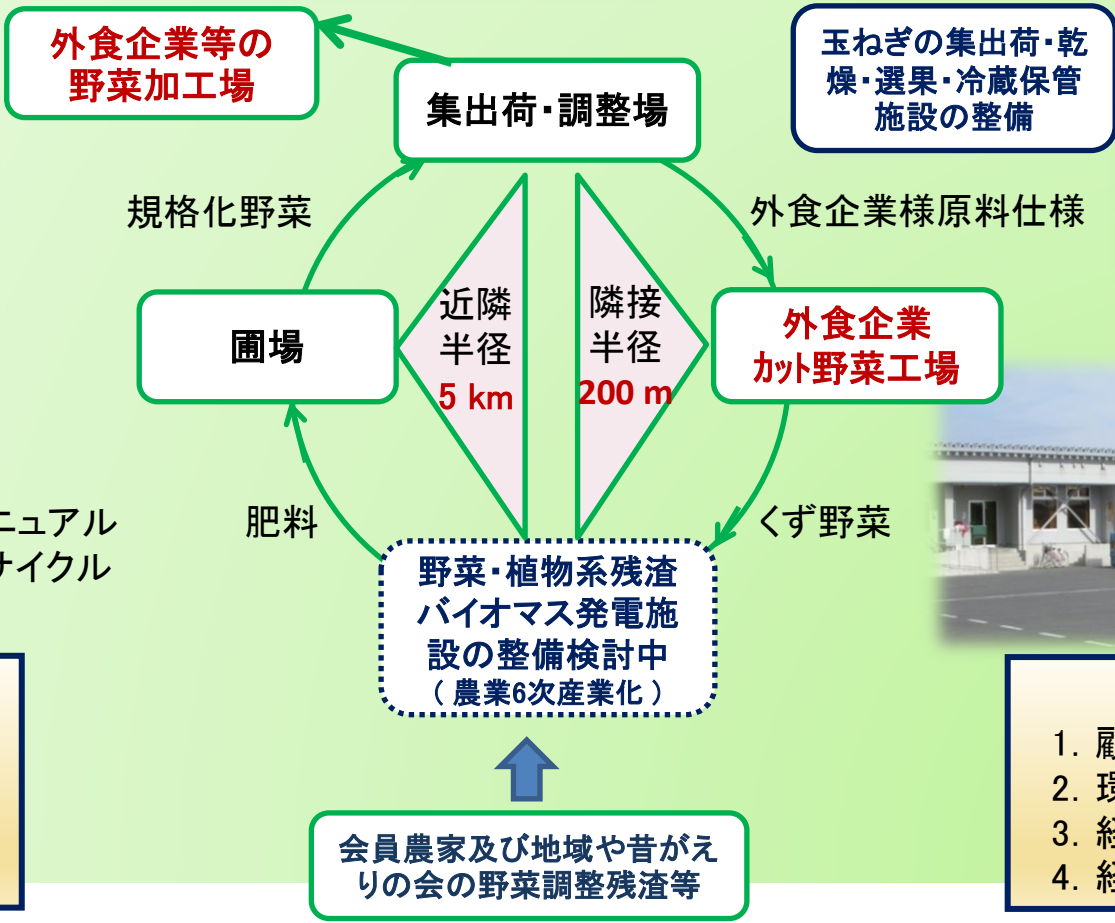 外食企業等の
野菜加工場
玉ねぎの集出荷・乾
燥・選果・冷蔵保管
施設の整備
集出荷・調整場
規格化野菜
外食企業様原料仕様
圃場
近隣
半径
5 km
隣接
半径
200 m
外食企業
カット野菜工場
ニュアル
サイクル
肥料
くず野菜
野菜・植物系残渣
バイオマス発電施
設の整備検討中
（農業6次産業化）
1. 顧
2. 環
3. 経
4. 経
会員農家及び地域や昔がえ
りの会の野菜調整残渣等